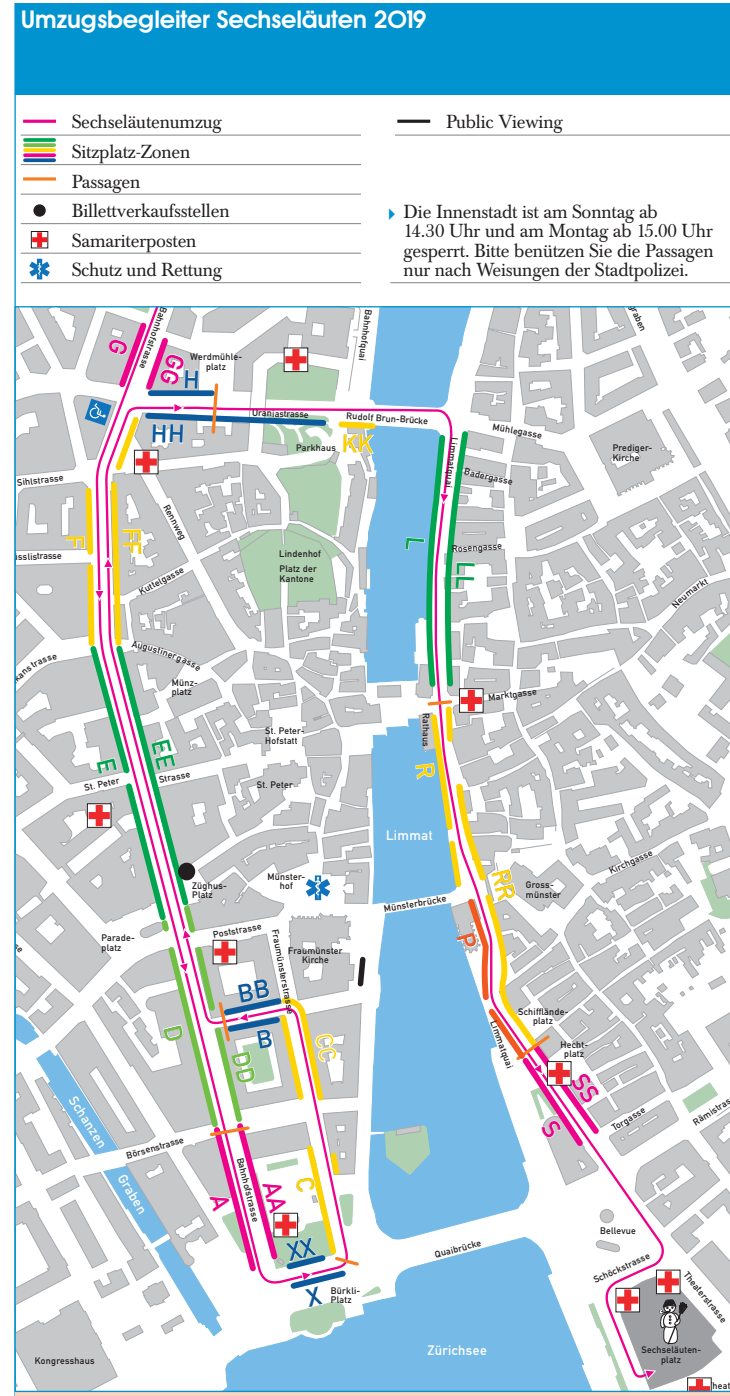 Umzugsbegleiter Sechseläuten 2019
Sechseläutenumzug
Sitzplatz-Zonen
Passagen
Billettverkaufsstellen
Samariterposten
Schutz und Rettung
Public Viewing
Die Innenstadt ist am Sonntag ab
14.30 Uhr und am Montag ab 15.00 Uhr
gesperrt. Bitte benützen Sie die Passagen
nur nach Weisungen der Stadtpolizei.
Bahnhofstrasse
Bahnhofquai
graben
G
GG
Werdmühle-
platz
H
HH
Uraniastrasse
Rudolf Brun-Brücke
KK
Parkhaus
Mühlegasse
Prediger-
Kirche
Limmatquai
Badergasse
Sihlstrasse
Rennweg
F
FF
sslistrasse
Kuttelgasse
Lindenhof
Platz der
Kantone
L
LL
Rosengasse
Neumarkt
Augustinergasse
kanstrasse
Münz-
platz
Marktgasse
Rathaus
St. Peter-
Hofstatt
E
EE
St. Peter
Strasse
St. Peter
R
Limmat
Kirchgasse
Züghus-
Platz
Münster-
hof
Münsterbrücke
Gross-
münster
RR
Parade-
platz
Poststrasse
Fraumünsterstrasse
Fraumünster
Kirche
P
BB
B
CC
D
DD
Schifflände-
platz
Hecht-
platz
Limmatquai
SS
S
Torgasse
Rämistras
Schanzen
Graben
Börsenstrasse
Bahnhofstrasse
A
AA
C
XX
X
Bürkli-
Platz
Quaibrücke
Bellevue
Schöckstrasse
Theaterstrasse
Zürichsee
Sechseläuten-
platz
Kongresshaus
heat